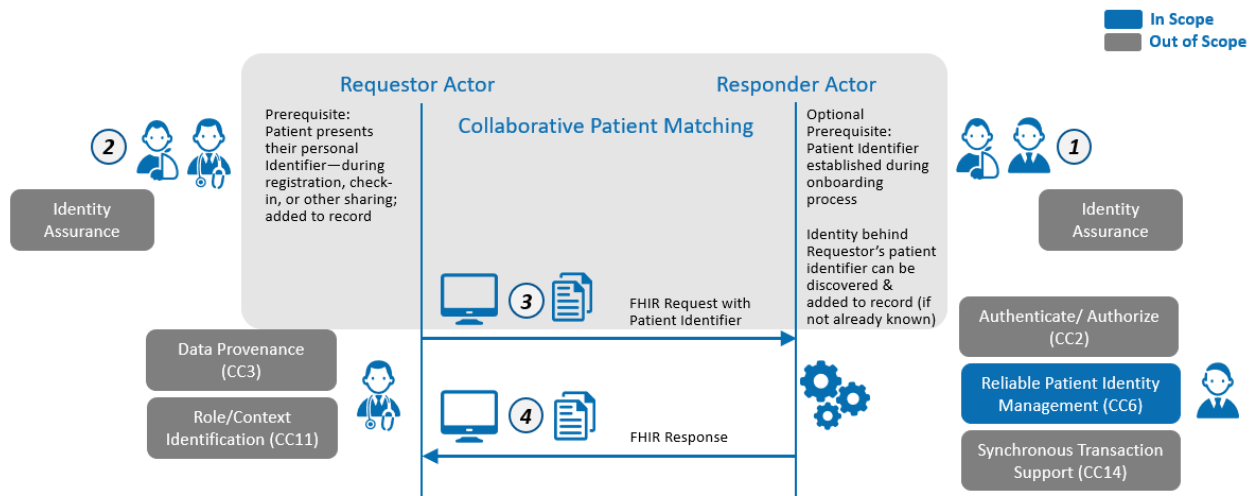 In Scope
Out of Scope
Requestor Actor
Responder Actor
Collaborative Patient Matching
Prerequisite:
Patient presents
their personal
Identifier—during
registration, check-
in, or other sharing;
added to record
Optional
Prerequisite:
Patient Identifier
established during
onboarding
process
Identity behind
Requestor's patient
identifier can be
discovered &
added to record (if
not already known)
2
Identity
Assurance
1
Identity
Assurance
3
FHIR Request with
Patient Identifier
Data Provenance
(CC3)
Role/Context
Identification (CC11)
4
FHIR Response
Authenticate/ Authorize
(CC2)
Reliable Patient Identity
Management (CC6)
Synchronous Transaction
Support (CC14)